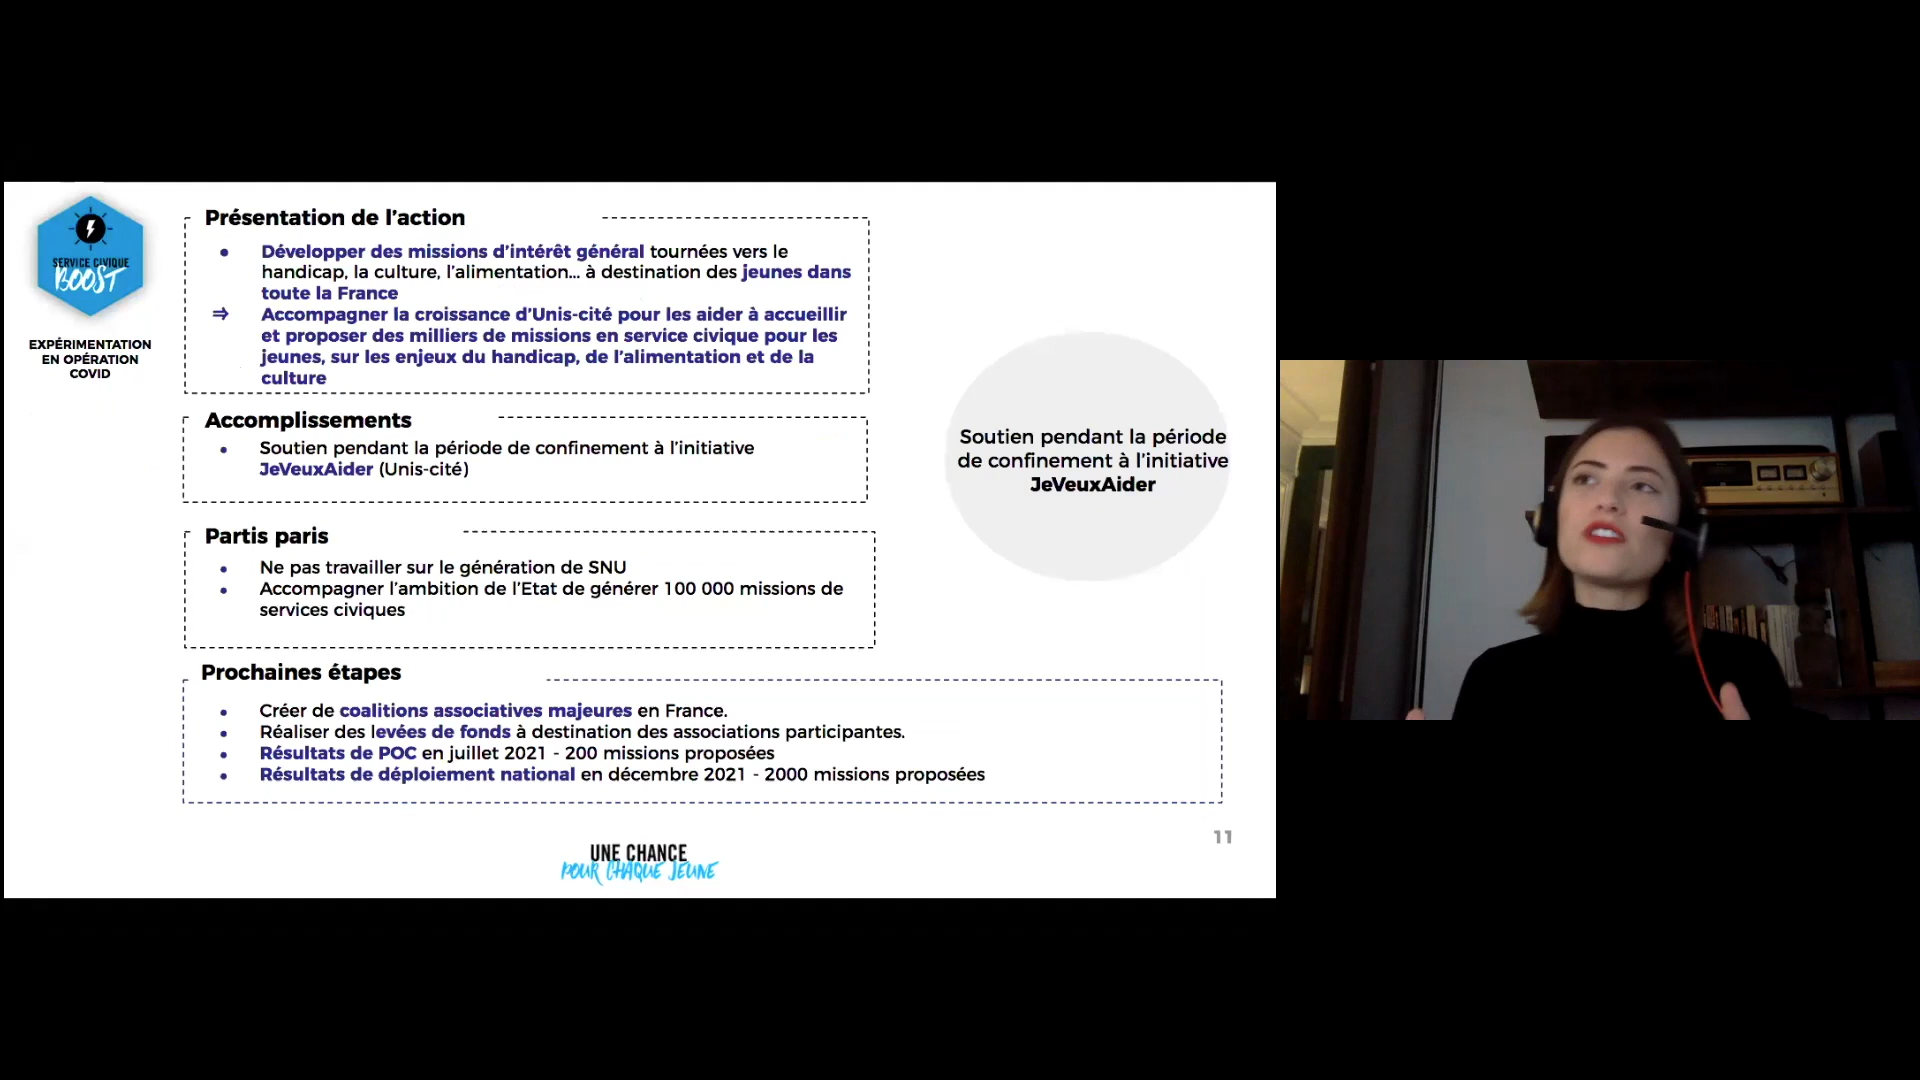 SERVICE CIVIQUE
BOOST
EXPÉRIMENTATION
EN OPÉRATION
COVID
Présentation de l’action
● Développer des missions d’intérêt général tournées vers le
handicap, la culture, l’alimentation... à destination des jeunes dans
toute la France
⇒ Accompagner la croissance d’Unis-cité pour les aider à accueillir
et proposer des milliers de missions en service civique pour les
jeunes, sur les enjeux du handicap, de l’alimentation et de la
culture
Accomplissements
● Soutien pendant la période de confinement à l’initiative
JeVeuxAider (Unis-cité)
Soutien pendant la période
de confinement à l’initiative
JeVeuxAider
Partis paris
● Ne pas travailler sur le génération de SNU
● Accompagner l’ambition de l’Etat de générer 100 000 missions de
services civiques
Prochaines étapes
● Créer de coalitions associatives majeures en France.
● Réaliser des levées de fonds à destination des associations participantes.
● Résultats de POC en juillet 2021 - 200 missions proposées
● Résultats de déploiement national en décembre 2021 - 2000 missions proposées
11
UNE CHANCE
POUR CHAQUE JEUNE